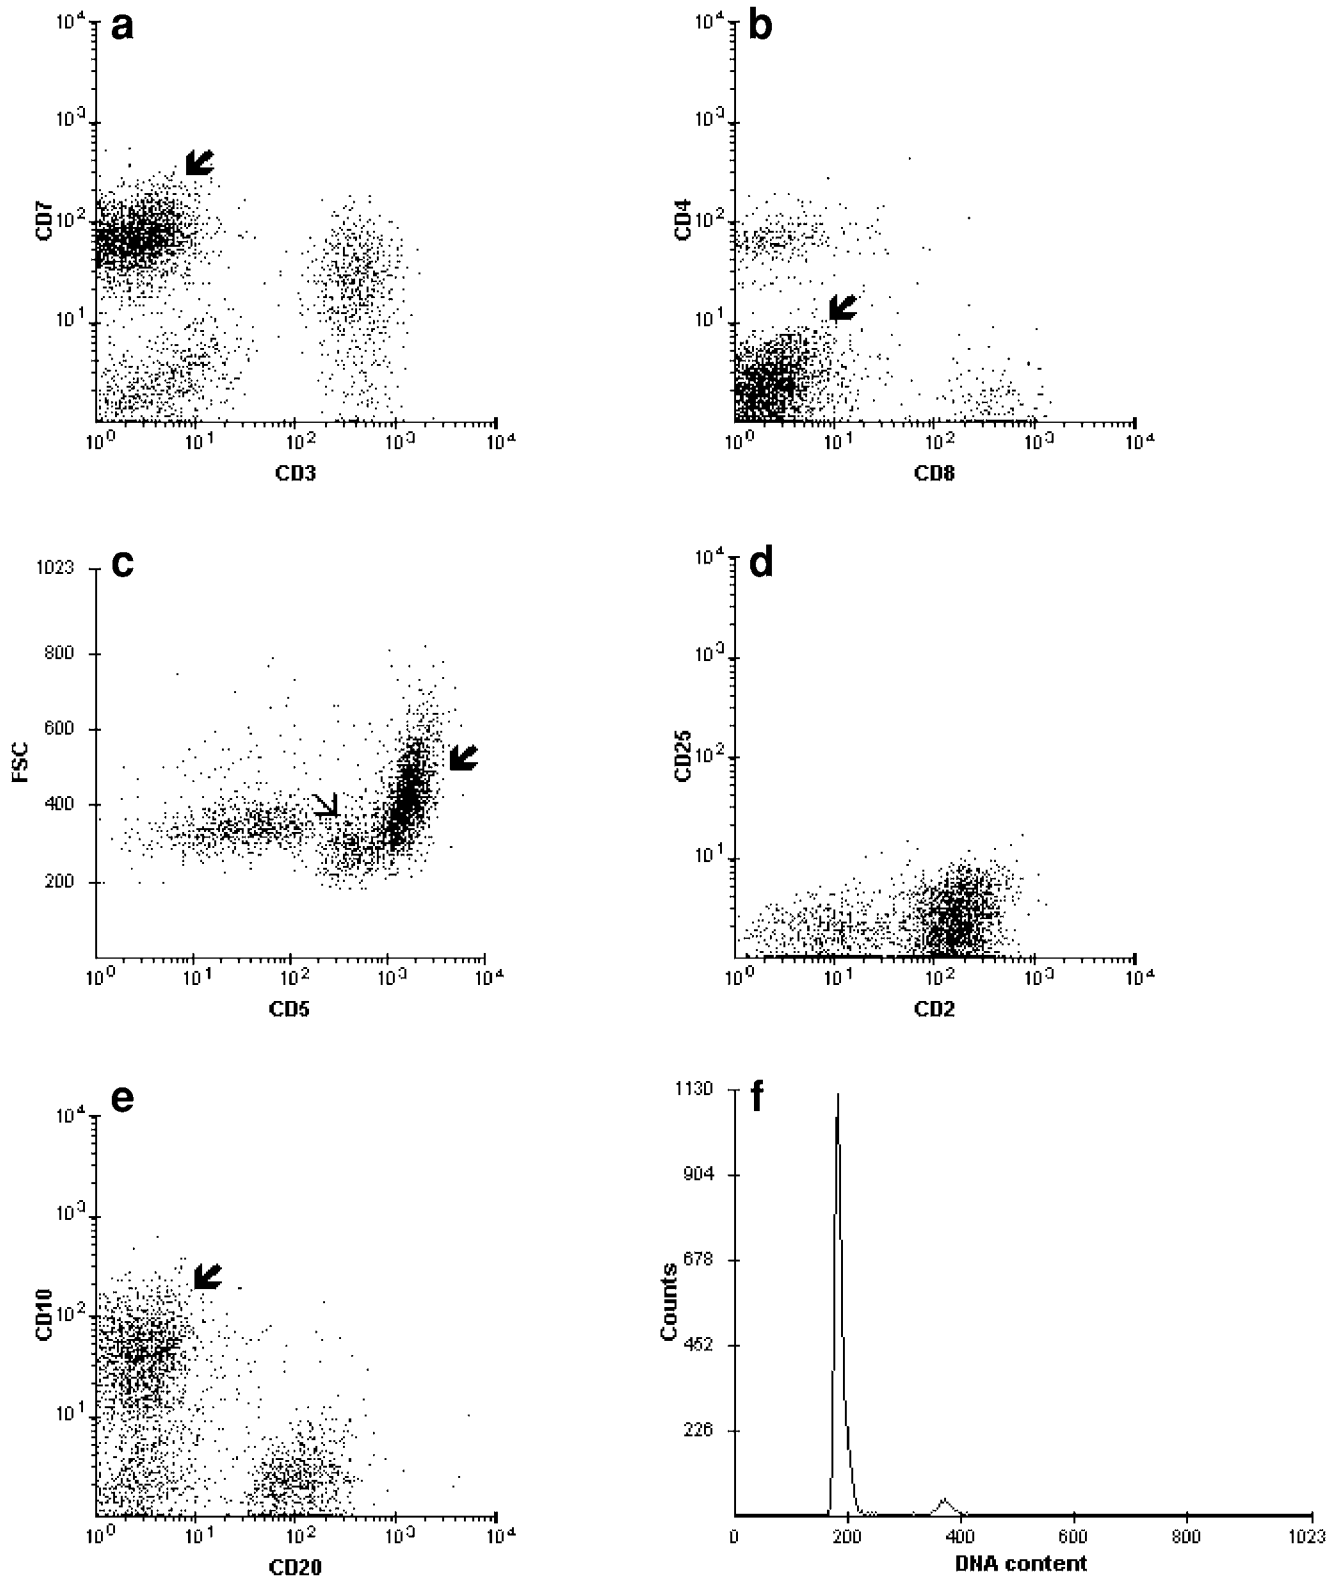 a
10⁴
10³
10²
10¹
CD7
10⁰ 10¹ 10² 10³ 10⁴
CD3
b
10⁴
10³
10²
10¹
CD4
10⁰ 10¹ 10² 10³ 10⁴
CD8
c
1023
800
600
400
200
FSC
10⁰ 10¹ 10² 10³ 10⁴
CD5
d
10⁴
10³
10²
10¹
CD25
10⁰ 10¹ 10² 10³ 10⁴
CD2
e
10⁴
10³
10²
10¹
CD10
10⁰ 10¹ 10² 10³ 10⁴
CD20
f
1130
904
678
452
226
Counts
0 200 400 600 800 1023
DNA content